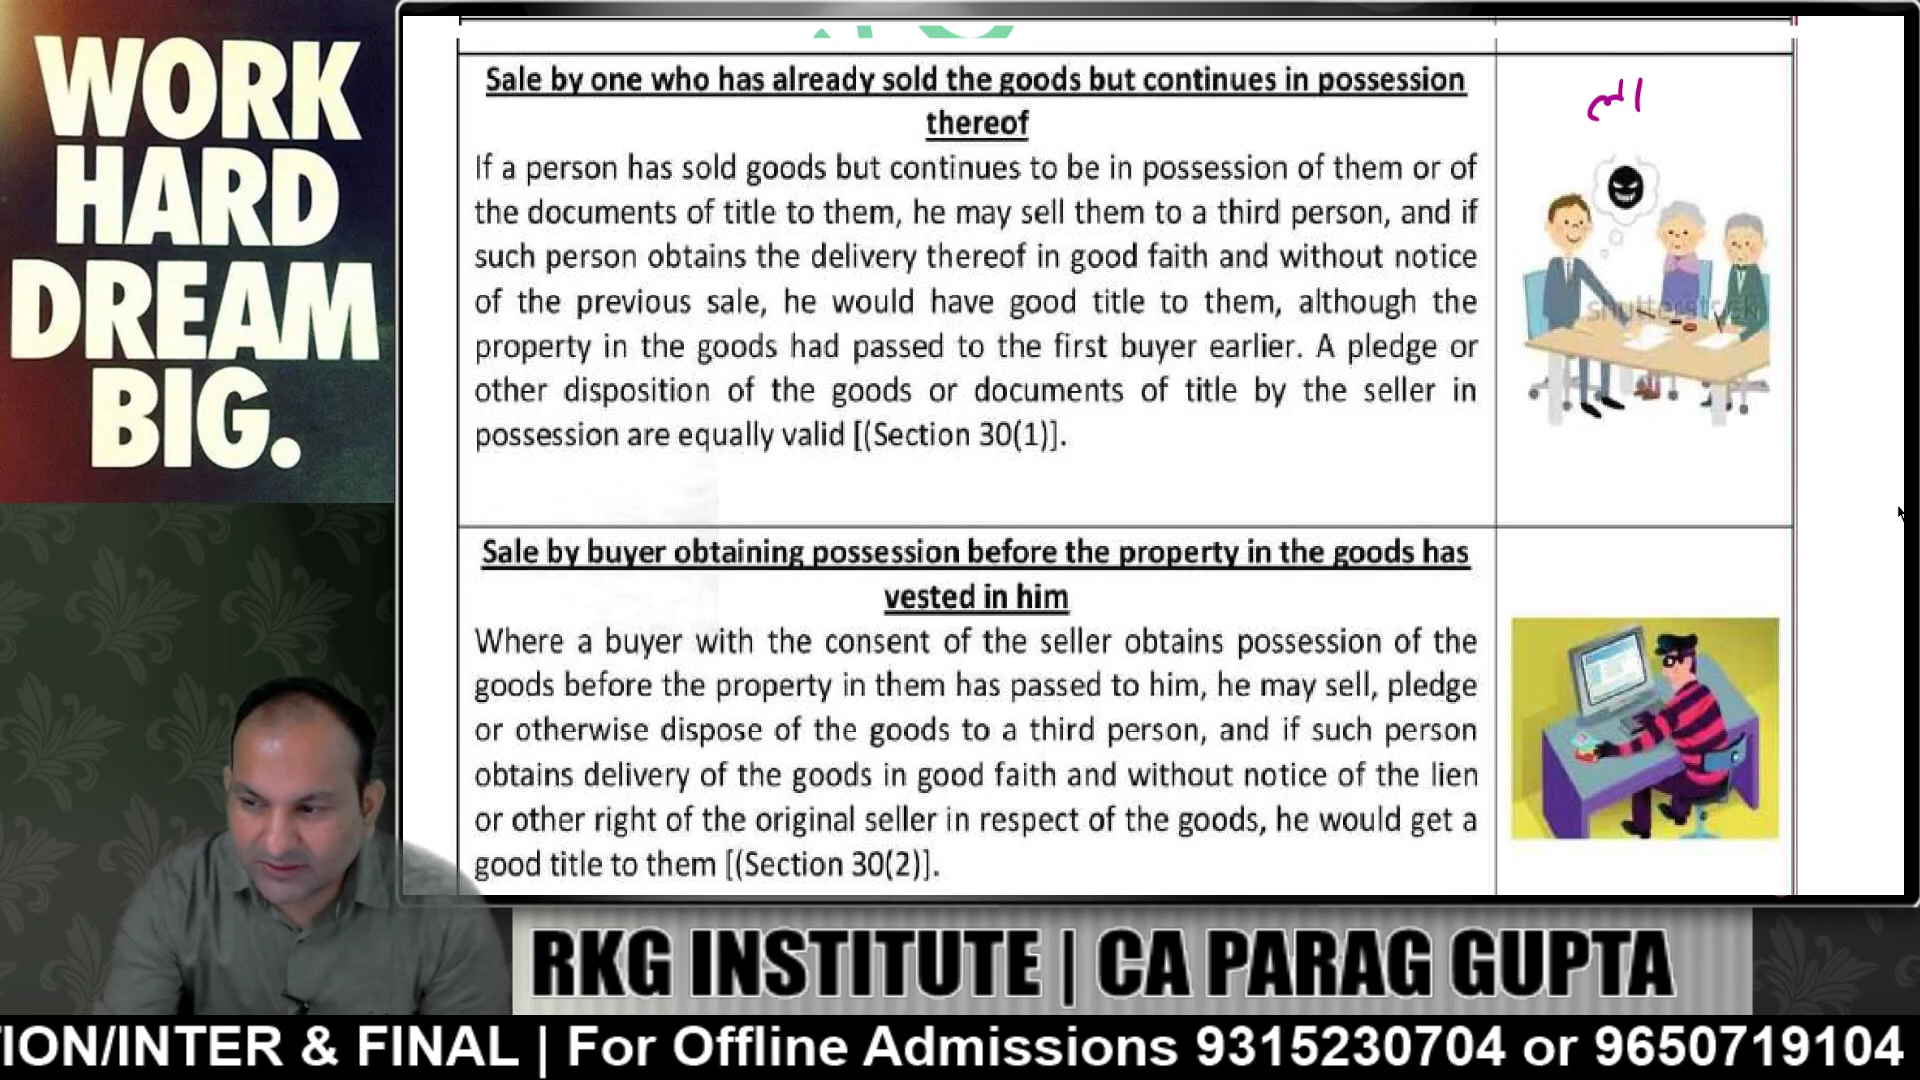 WORK
HARD
DREAM
BIG.
Sale by one who has already sold the goods but continues in possession
thereof
If a person has sold goods but continues to be in possession of them or of
the documents of title to them, he may sell them to a third person, and if
such person obtains the delivery thereof in good faith and without notice
of the previous sale, he would have good title to them, although the
property in the goods had passed to the first buyer earlier. A pledge or
other disposition of the goods or documents of title by the seller in
possession are equally valid [(Section 30(1)].
shutterstock
Sale by buyer obtaining possession before the property in the goods has
vested in him
Where a buyer with the consent of the seller obtains possession of the
goods before the property in them has passed to him, he may sell, pledge
or otherwise dispose of the goods to a third person, and if such person
obtains delivery of the goods in good faith and without notice of the lien
or other right of the original seller in respect of the goods, he would get a
good title to them [(Section 30(2)].
RKG INSTITUTE | CA PARAG GUPTA
TION/INTER & FINAL | For Offline Admissions 9315230704 or 9650719104